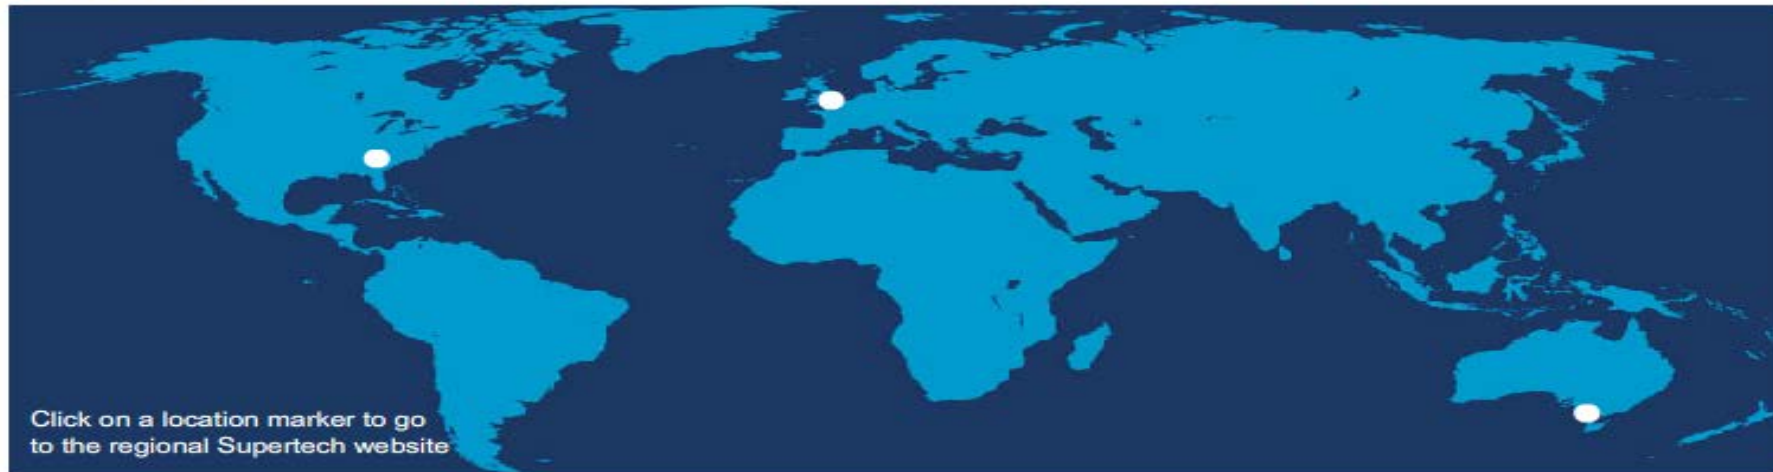 Click on a location marker to go
to the regional Supertech website